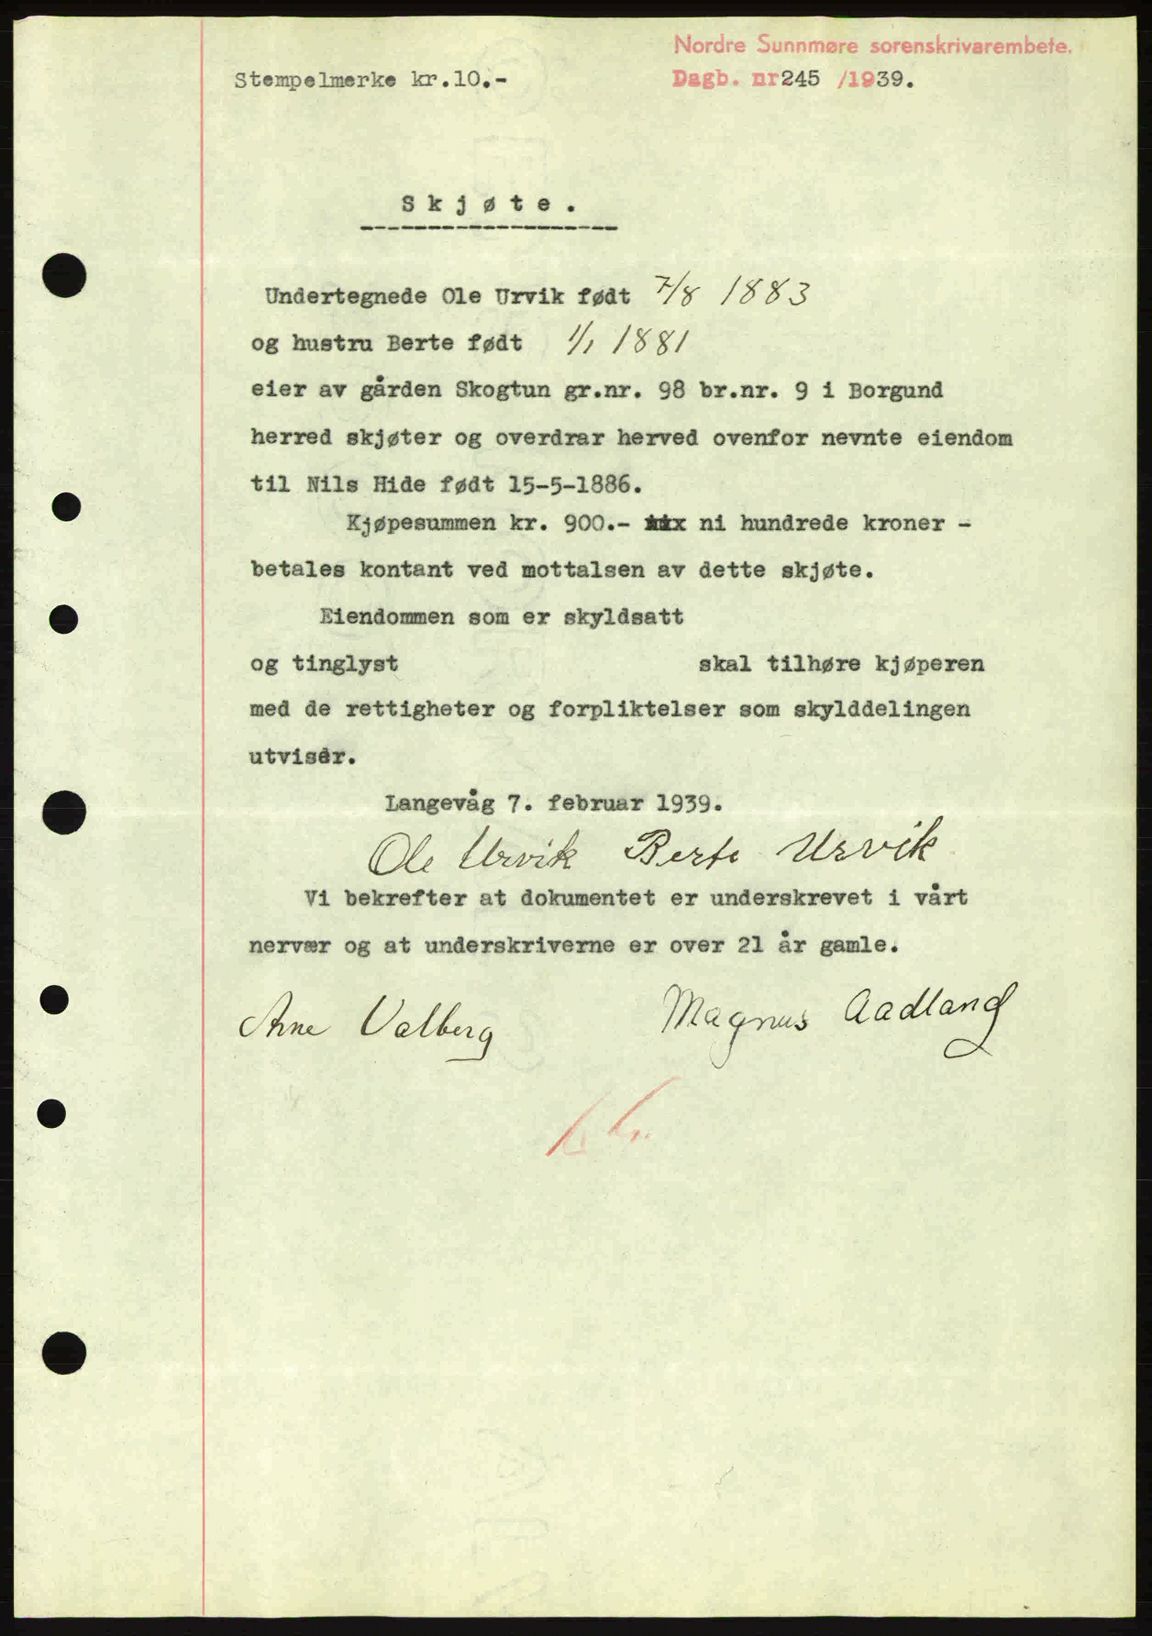 Nordre Sunnmøre sorenskrivarembete.
Stempelmerke kr.10.- Dagb. nr 245 /1939.
Skjøte.
Undertegnede Ole Urvik født 7/8 1883
og hustru Berte født 1/1 1881
eier av gården Skogtun gr.nr. 98 br.nr. 9 i Borgund
herred skjøter og overdrar herved ovenfor nevnte eiendom
til Nils Hide født 15-5-1886.
Kjøpesummen kr. 900.- ni hundrede kroner -
betales kontant ved mottalsen av dette skjøte.
Eiendommen som er skyldsatt
og tinglyst skal tilhøre kjøperen
med de rettigheter og forpliktelser som skylddelingen
utviser.
Langevåg 7. februar 1939.
Ole Urvik Berte Urvik
Vi bekrefter at dokumentet er underskrevet i vårt
nervær og at underskriverne er over 21 år gamle.
Arne Valberg Magnus Aadland